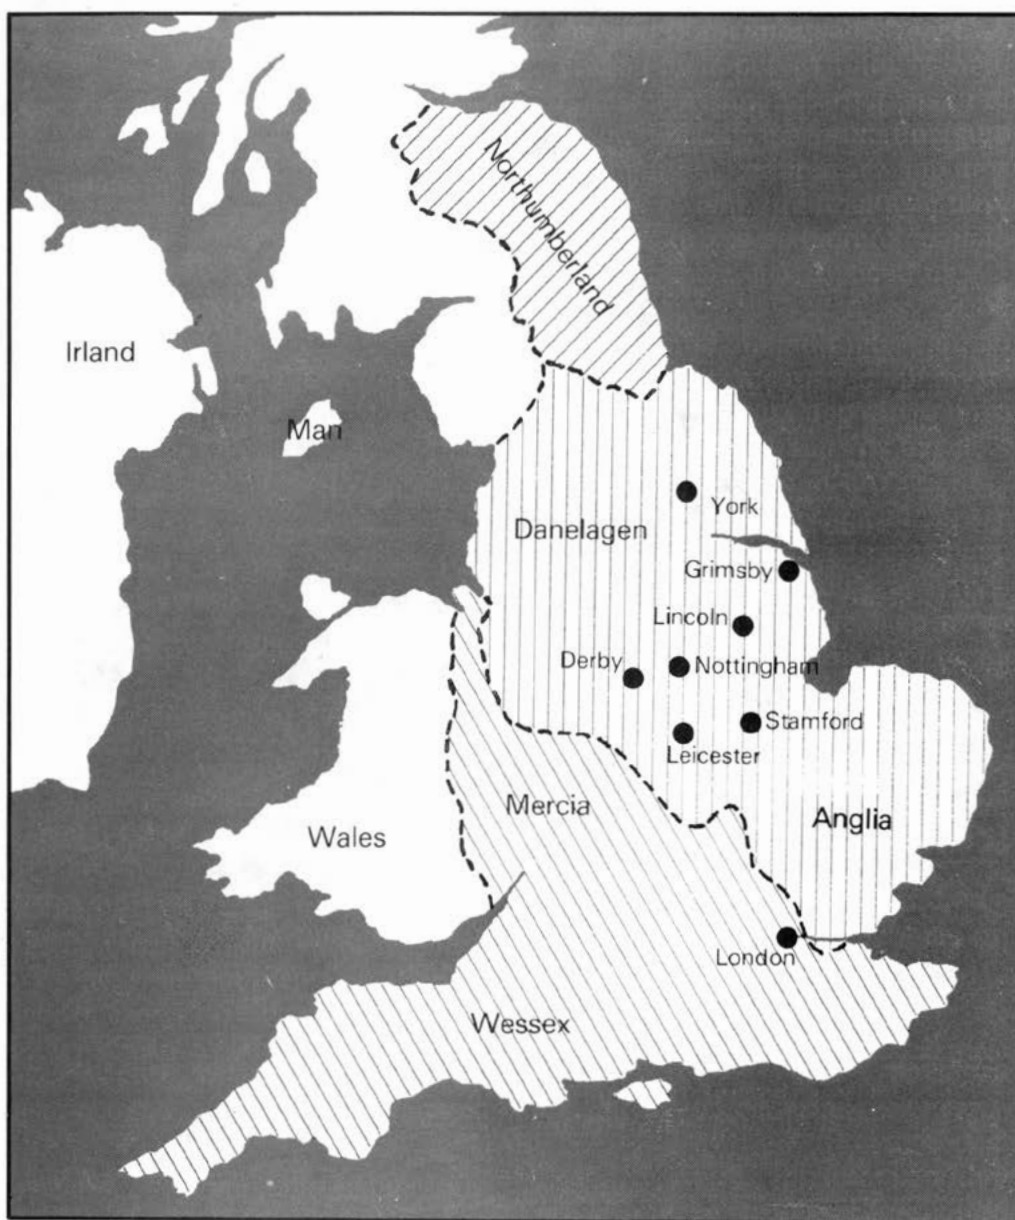 Northumberland
Irland
Man
York
Danelagen
Grimsby
Lincoln
Derby
Nottingham
Stamford
Leicester
Mercia
Anglia
Wales
London
Wessex